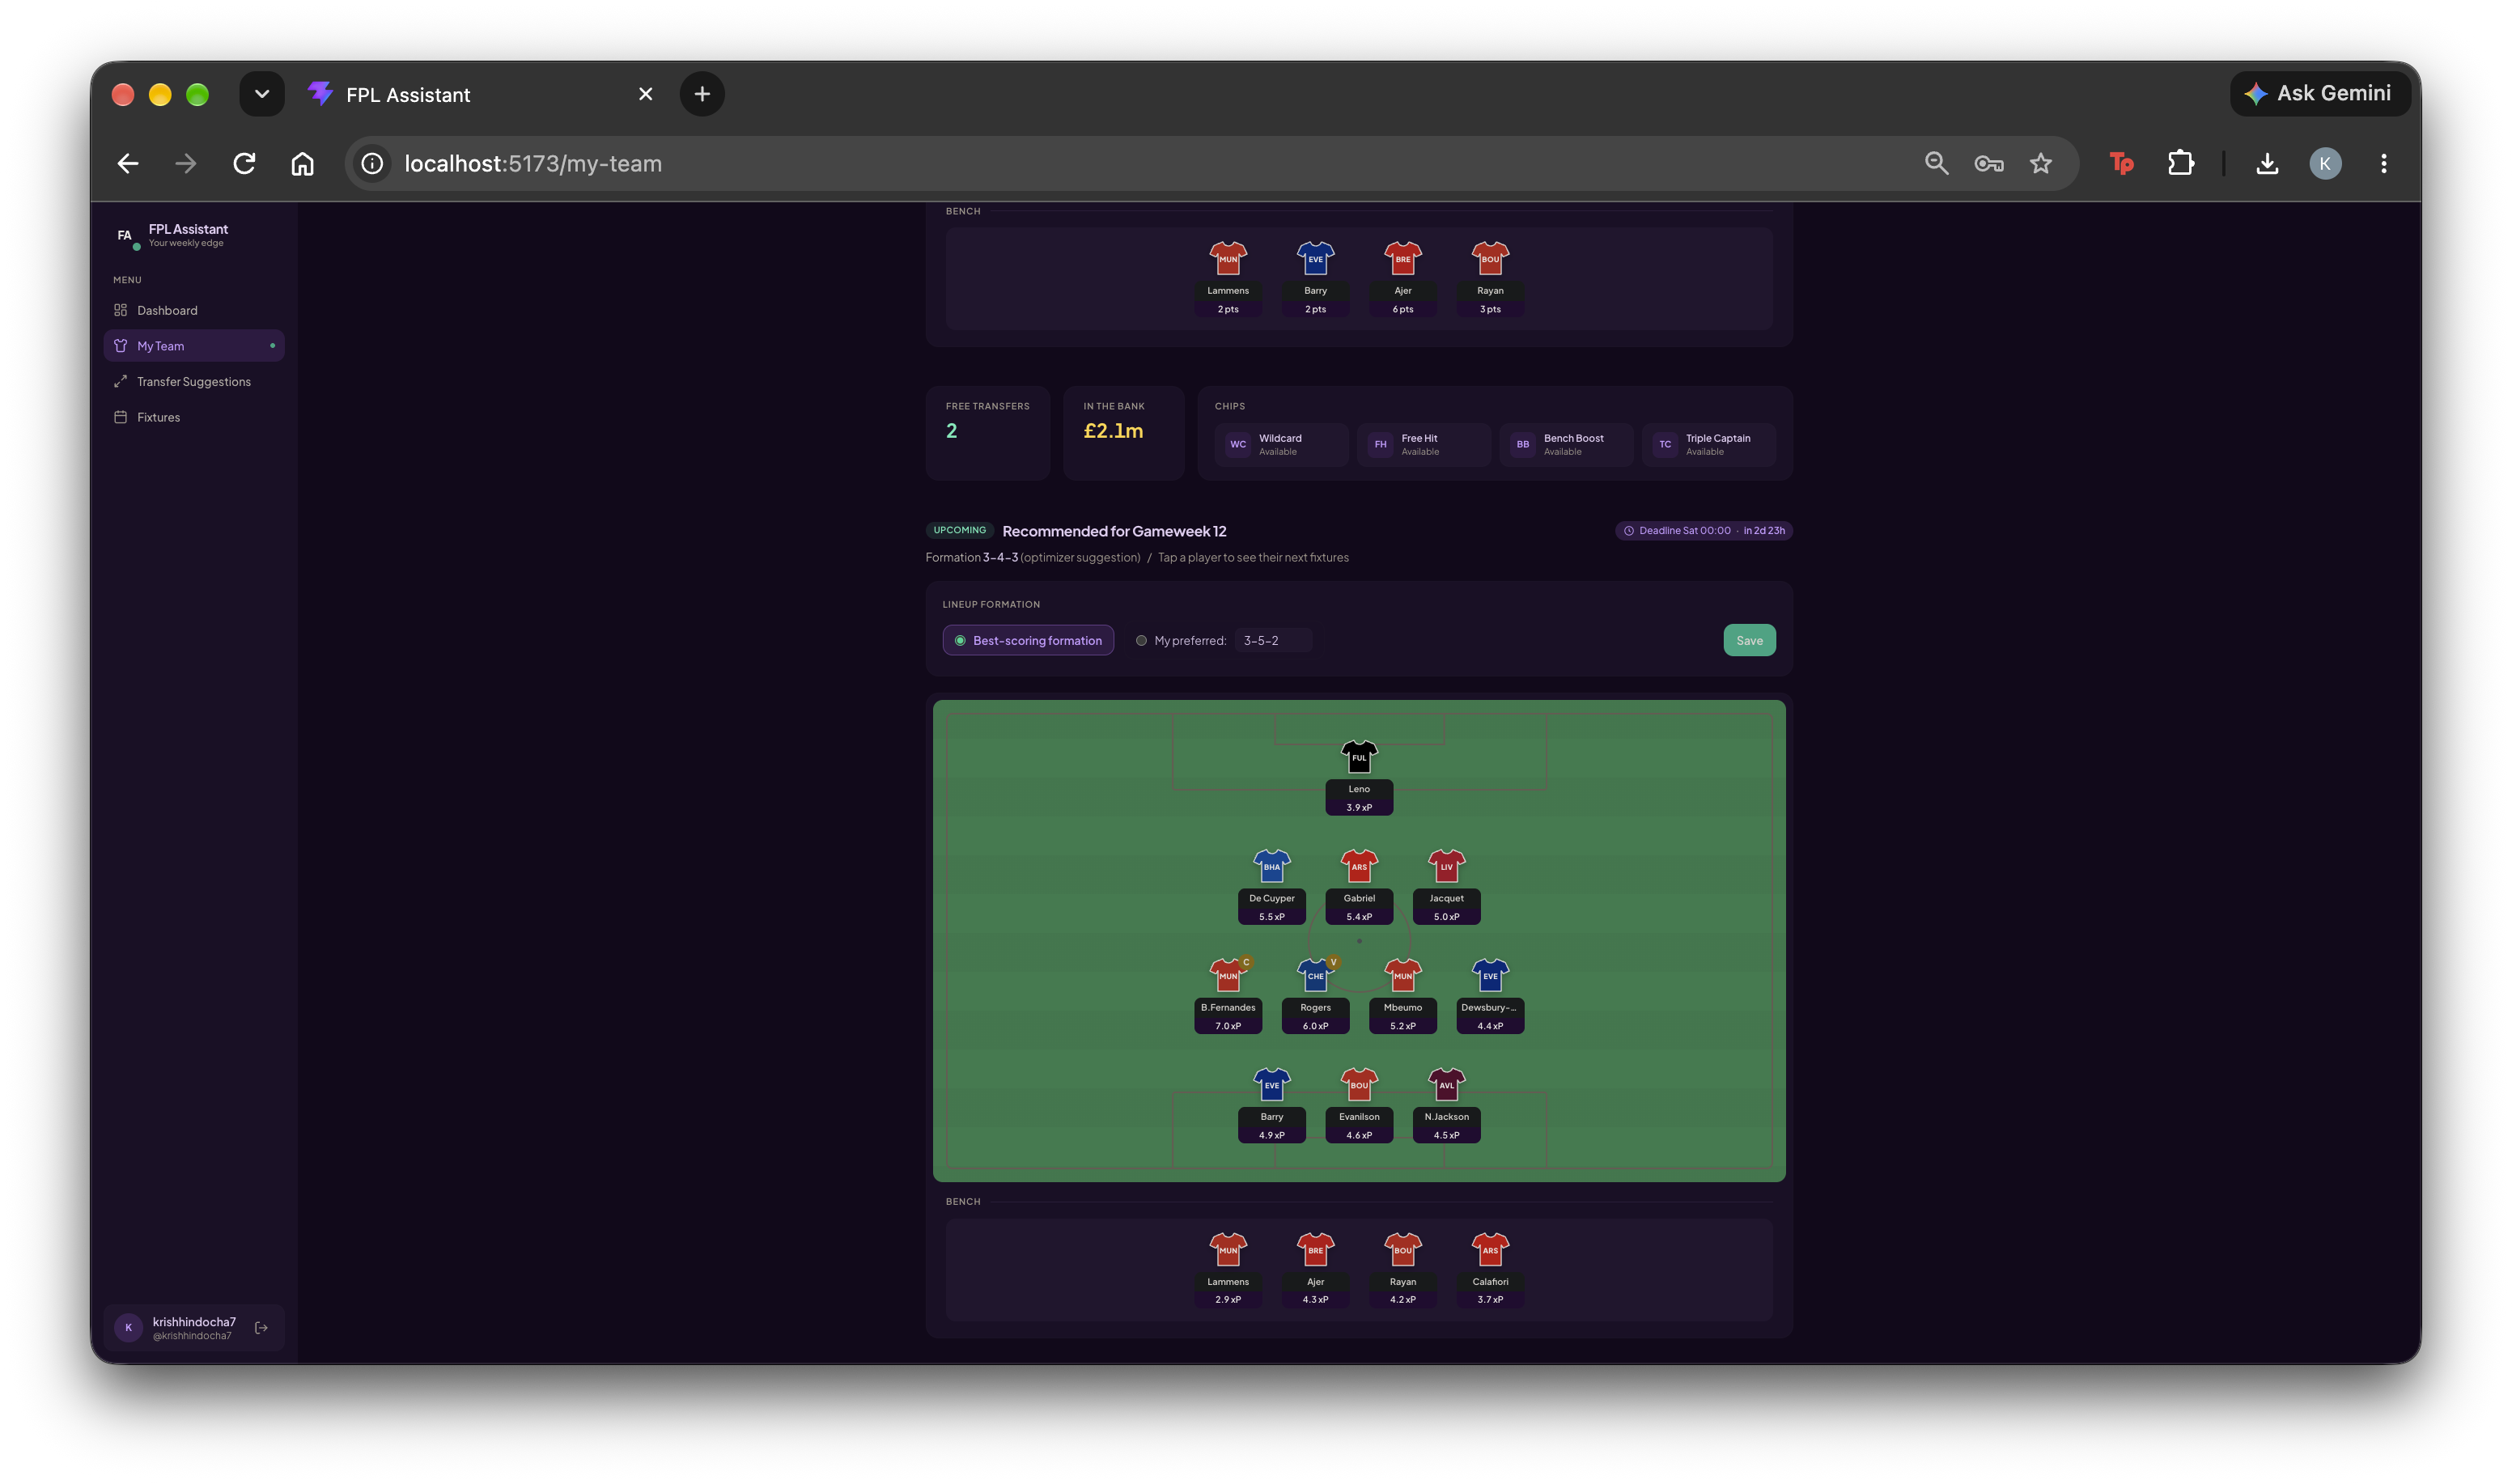 FPL Assistant
Ask Gemini
localhost:5173/my-team
Tp
K
FA
FPL Assistant
Your weekly edge
MENU
Dashboard
My Team
Transfer Suggestions
Fixtures
K
krishhindocha7
@krishhindocha7
BENCH
MUN EVE BRE BOU
Lammens Barry Ajer Rayan
2 pts 2 pts 6 pts 3 pts
FREE TRANSFERS
2
IN THE BANK
£2.1m
CHIPS
WC Wildcard Available
FH Free Hit Available
BB Bench Boost Available
TC Triple Captain Available
UPCOMING Recommended for Gameweek 12
Deadline Sat 00:00 · in 2d 23h
Formation 3-4-3 (optimizer suggestion) / Tap a player to see their next fixtures
LINEUP FORMATION
Best-scoring formation My preferred: 3-5-2 Save
FUL
Leno
3.9 xP
BHA ARS LIV
De Cuyper Gabriel Jacquet
5.5 xP 5.4 xP 5.0 xP
MUN C CHE V MUN EVE
B.Fernandes Rogers Mbeumo Dewsbury-...
7.0 xP 6.0 xP 5.2 xP 4.4 xP
EVE BOU AVL
Barry Evanilson N.Jackson
4.9 xP 4.6 xP 4.5 xP
BENCH
MUN BRE BOU ARS
Lammens Ajer Rayan Calafiori
2.9 xP 4.3 xP 4.2 xP 3.7 xP